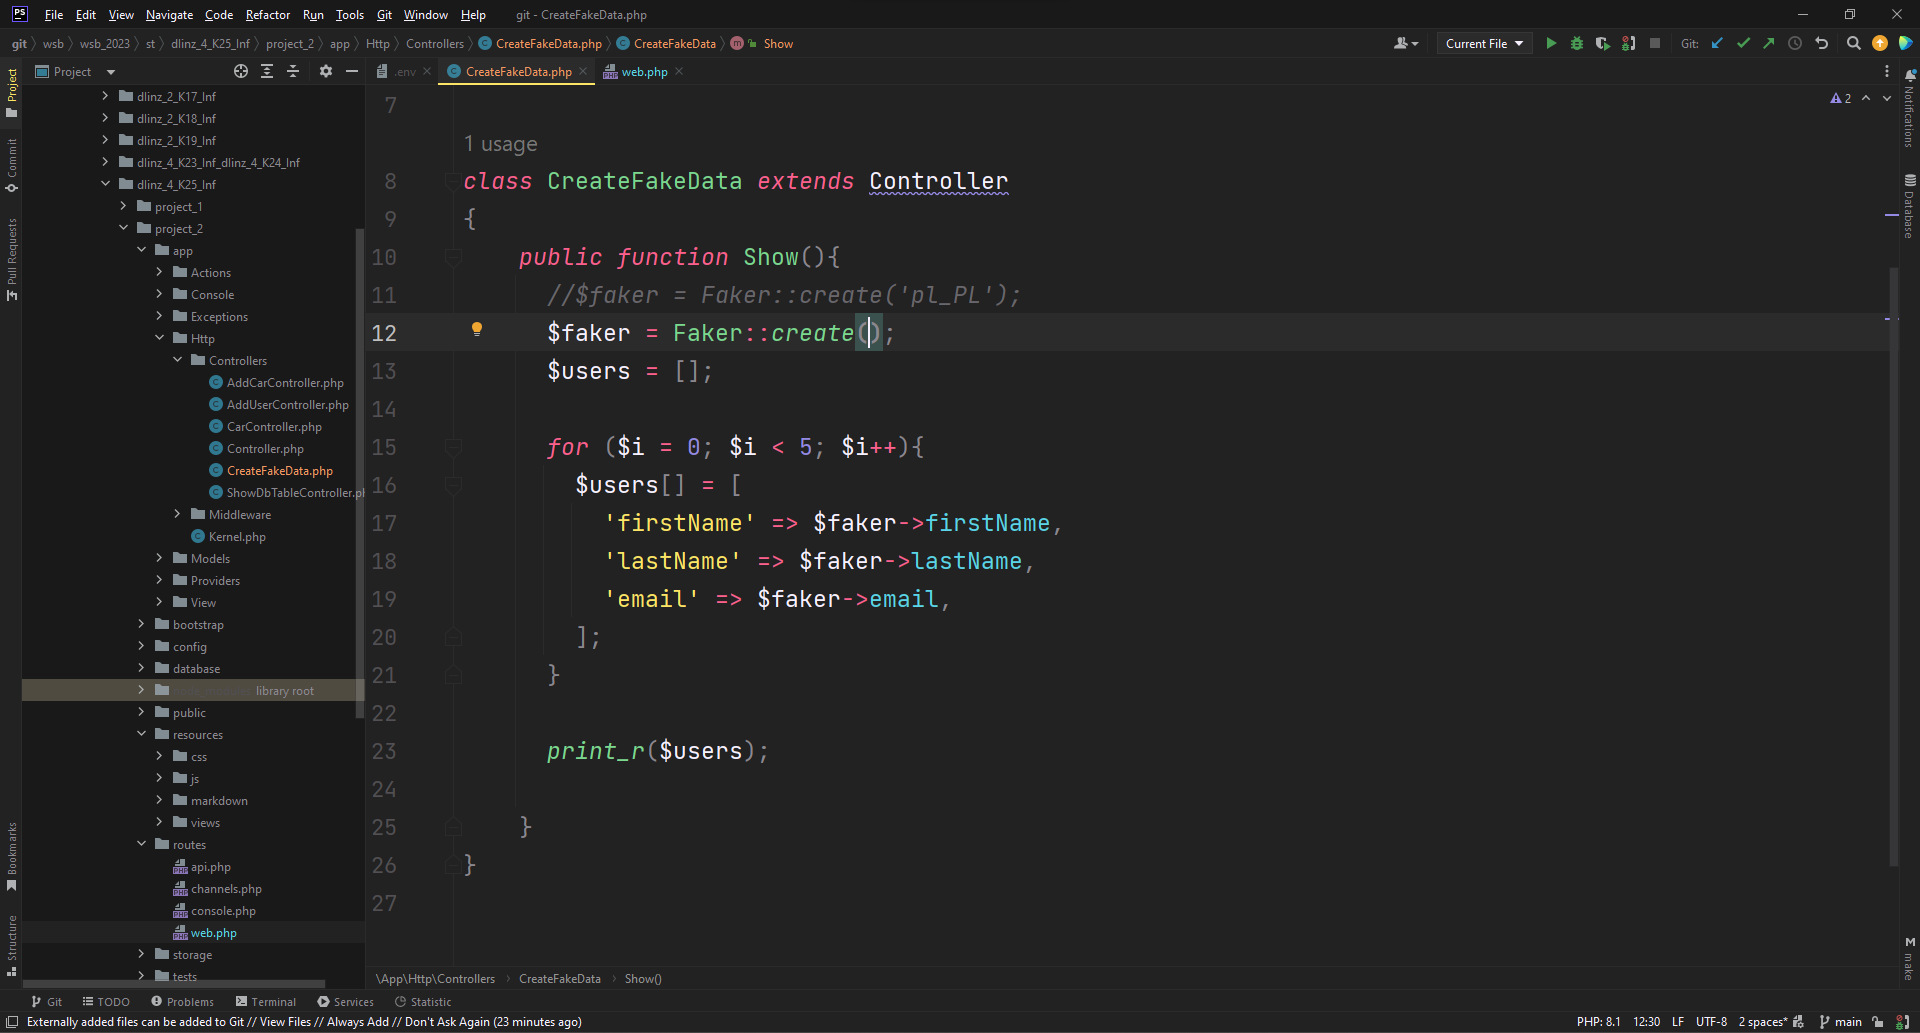 PS File Edit View Navigate Code Refactor Run Tools Git Window Help git - CreateFakeData.php
git wsb wsb_2023 st dlinz_4_K25_Inf project_2 app Http Controllers CreateFakeData.php CreateFakeData m Show Current File Git:
Project .env CreateFakeData.php web.php
dlinz_2_K17_Inf
dlinz_2_K18_Inf
dlinz_2_K19_Inf
dlinz_4_K23_Inf_dlinz_4_K24_Inf
dlinz_4_K25_Inf
project_1
project_2
app
Actions
Console
Exceptions
Http
Controllers
AddCarController.php
AddUserController.php
CarController.php
Controller.php
CreateFakeData.php
ShowDbTableController.p
Middleware
Kernel.php
Models
Providers
View
bootstrap
config
database
library root
public
resources
css
js
markdown
views
routes
api.php
channels.php
console.php
web.php
storage
tests
7
1 usage
8 class CreateFakeData extends Controller
9 {
10 public function Show(){
11 //$faker = Faker::create('pl_PL');
12 $faker = Faker::create();
13 $users = [];
14
15 for ($i = 0; $i < 5; $i++){
16 $users[] = [
17 'firstName' => $faker->firstName,
18 'lastName' => $faker->lastName,
19 'email' => $faker->email,
20 ];
21 }
22
23 print_r($users);
24
25 }
26 }
27
2
\App\Http\Controllers CreateFakeData Show()
Project
Commit
Pull Requests
Bookmarks
Structure
Notifications
Database
M make
Git TODO Problems Terminal Services Statistic
Externally added files can be added to Git // View Files // Always Add // Don't Ask Again (23 minutes ago) PHP: 8.1 12:30 LF UTF-8 2 spaces* main